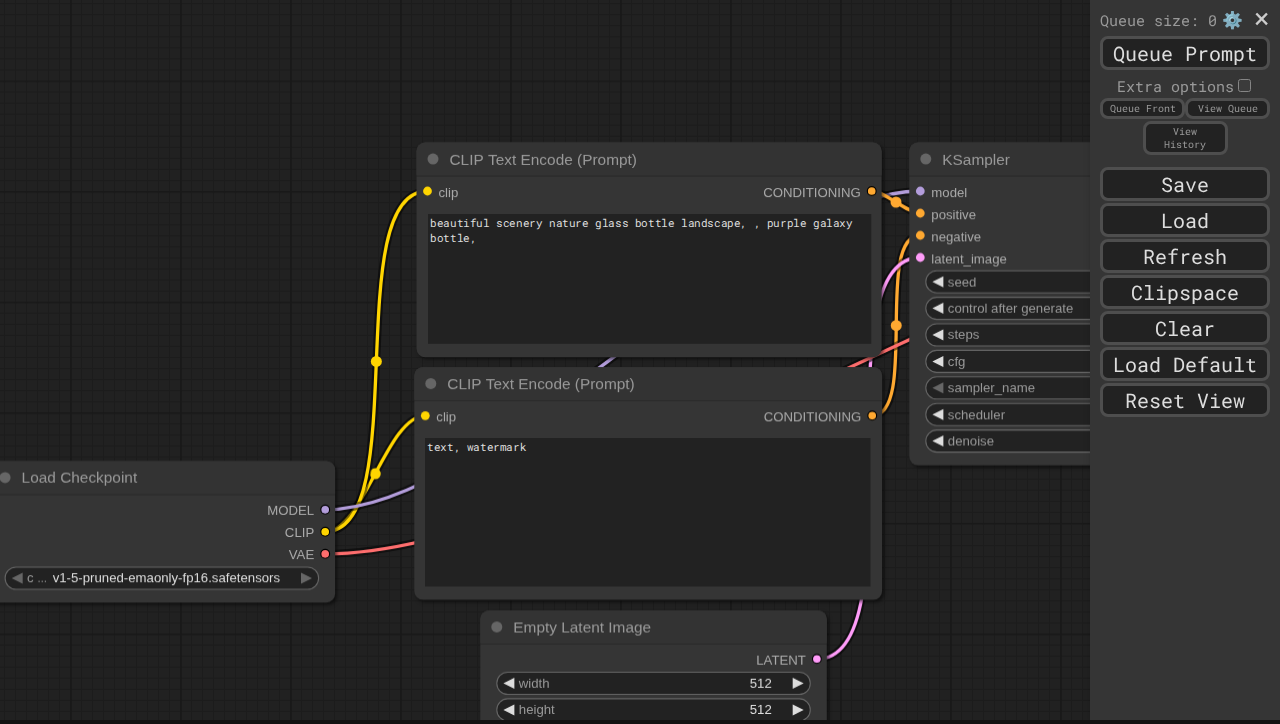 Queue size: 0
Queue Prompt
Extra options
Queue Front
View Queue
View
History
Save
Load
Refresh
Clipspace
Clear
Load Default
Reset View
CLIP Text Encode (Prompt)
clip
CONDITIONING
beautiful scenery nature glass bottle landscape, , purple galaxy
bottle,
KSampler
model
positive
negative
latent_image
seed
control after generate
steps
cfg
sampler_name
scheduler
denoise
CLIP Text Encode (Prompt)
clip
CONDITIONING
text, watermark
Load Checkpoint
MODEL
CLIP
VAE
c ... v1-5-pruned-emaonly-fp16.safetensors
Empty Latent Image
LATENT
width 512
height 512